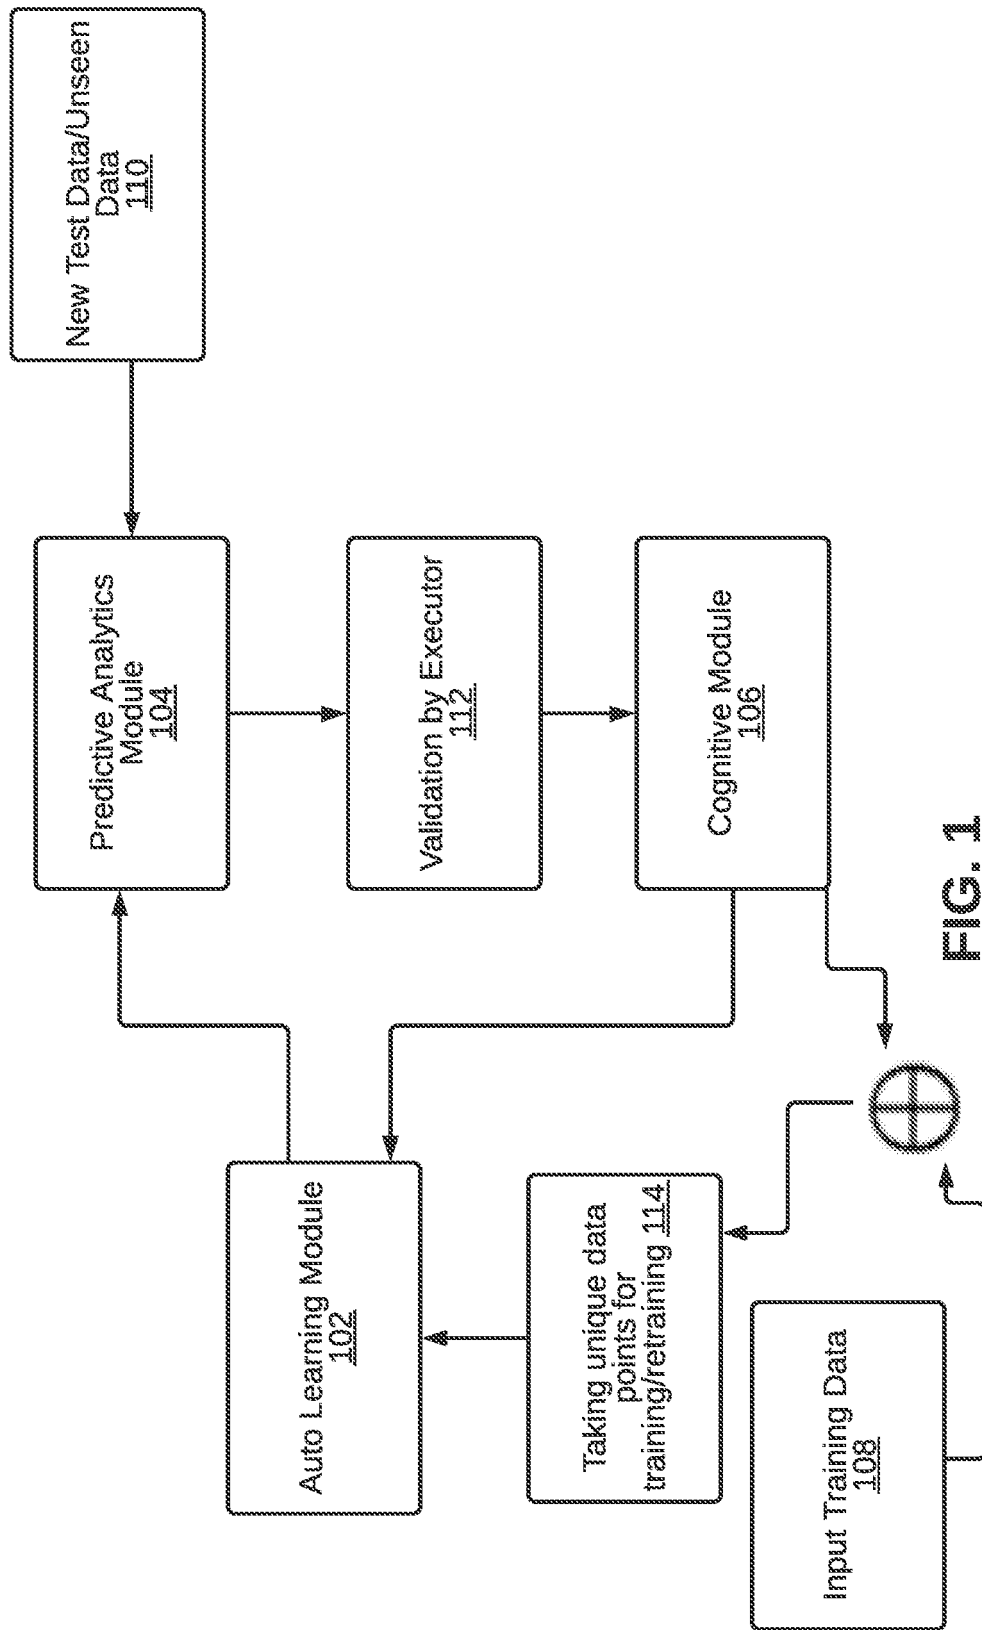 Input Training Data
108
Taking unique data
points for
training/retraining 114
Auto Learning Module
102
Predictive Analytics
Module
104
Validation by Executor
112
Cognitive Module
106
New Test Data/Unseen
Data
110
FIG. 1